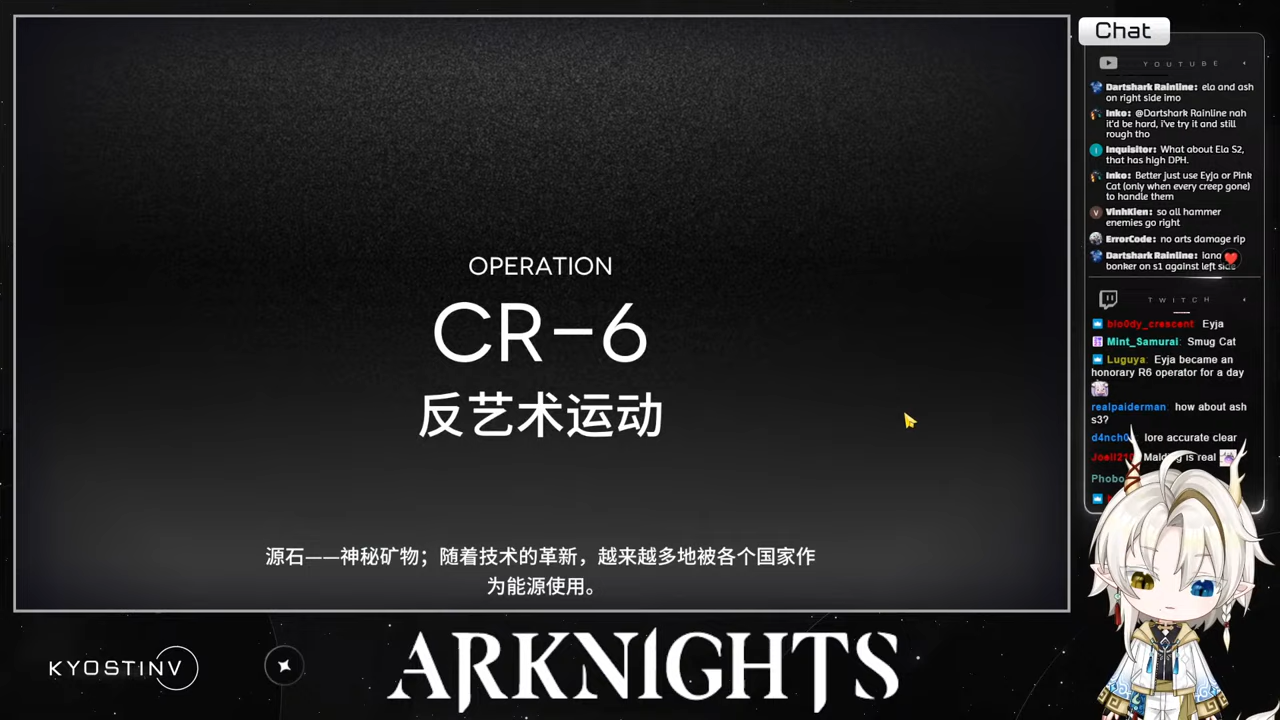 OPERATION
CR-6
反艺术运动
源石——神秘矿物；随着技术的革新，越来越多地被各个国家作
为能源使用。
Chat
YOUTUBE
Dartshark Rainline: ela and ash
on right side imo
Inko: @Dartshark Rainline nah
it'd be hard, i've try it and still
rough tho
Inquisitor: What about Ela S2,
that has high DPH.
Inko: Better just use Eyja or Pink
Cat (only when every creep gone)
to handle them
VinhKien: so all hammer
enemies go right
ErrorCode: no arts damage rip
Dartshark Rainline: iana
bonker on s1 against left side
TWITCH
blo0dy_crescent: Eyja
Mint_Samurai: Smug Cat
Luguya: Eyja became an
honorary R6 operator for a day
realpaiderman: how about ash
s3?
d4nch0 lore accurate clear
Malding is real
Phobo
KYOSTINV
ARKNIGHTS